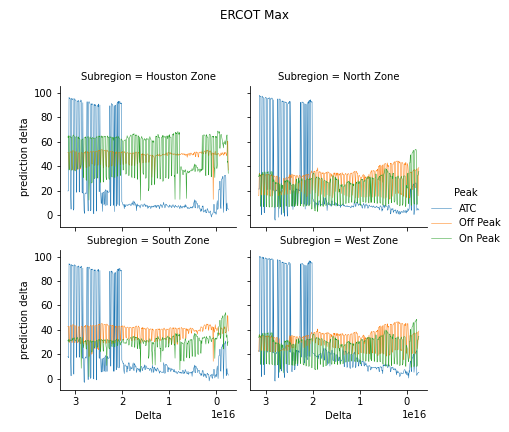 ERCOT Max
Subregion = Houston Zone
Subregion = North Zone
100
80
60
40
20
0
prediction delta
Peak
ATC
Off Peak
On Peak
Subregion = South Zone
Subregion = West Zone
100
80
60
40
20
0
prediction delta
3 2 1 0
1e16
Delta
3 2 1 0
1e16
Delta